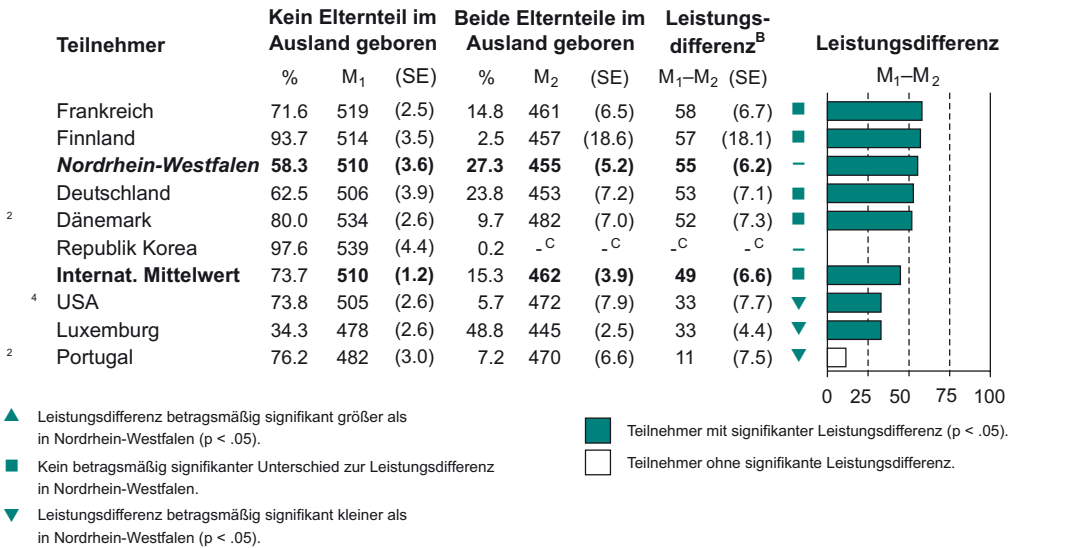 Teilnehmer Kein Elternteil im Ausland geboren Beide Elternteile im Ausland geboren Leistungs-differenzᴮ Leistungsdifferenz
% M₁ (SE) % M₂ (SE) M₁–M₂ (SE) M₁–M₂
Frankreich 71.6 519 (2.5) 14.8 461 (6.5) 58 (6.7) ■
Finnland 93.7 514 (3.5) 2.5 457 (18.6) 57 (18.1) ■
Nordrhein-Westfalen 58.3 510 (3.6) 27.3 455 (5.2) 55 (6.2) –
Deutschland 62.5 506 (3.9) 23.8 453 (7.2) 53 (7.1) ■
2 Dänemark 80.0 534 (2.6) 9.7 482 (7.0) 52 (7.3) ■
Republik Korea 97.6 539 (4.4) 0.2 -ᶜ -ᶜ -ᶜ -ᶜ –
Internat. Mittelwert 73.7 510 (1.2) 15.3 462 (3.9) 49 (6.6) ■
4 USA 73.8 505 (2.6) 5.7 472 (7.9) 33 (7.7) ▼
Luxemburg 34.3 478 (2.6) 48.8 445 (2.5) 33 (4.4) ▼
2 Portugal 76.2 482 (3.0) 7.2 470 (6.6) 11 (7.5) ▼
0 25 50 75 100
▲ Leistungsdifferenz betragsmäßig signifikant größer als
in Nordrhein-Westfalen (p < .05).
■ Kein betragsmäßig signifikanter Unterschied zur Leistungsdifferenz
in Nordrhein-Westfalen.
▼ Leistungsdifferenz betragsmäßig signifikant kleiner als
in Nordrhein-Westfalen (p < .05).
Teilnehmer mit signifikanter Leistungsdifferenz (p < .05).
Teilnehmer ohne signifikante Leistungsdifferenz.